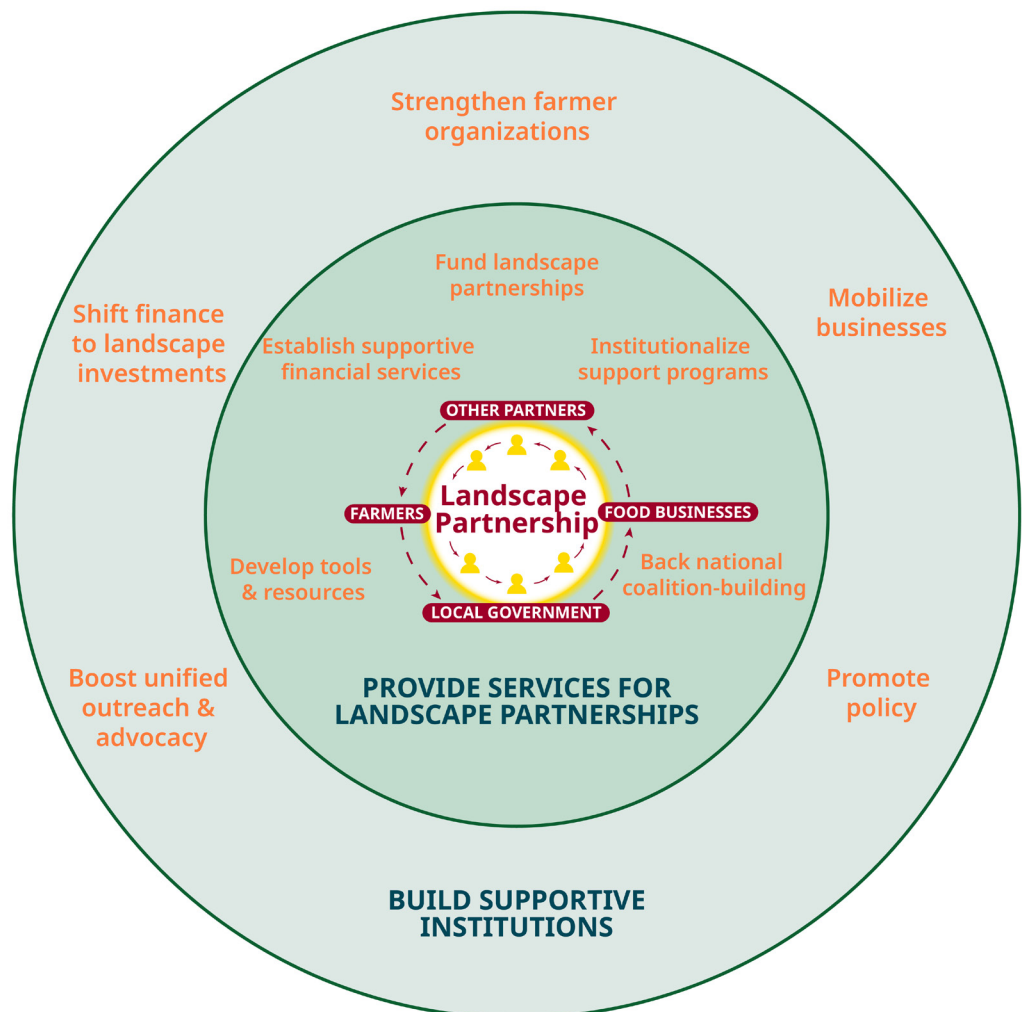 Strengthen farmer
organizations
Shift finance
to landscape
investments
Mobilize
businesses
Fund landscape
partnerships
Establish supportive
financial services
Institutionalize
support programs
OTHER PARTNERS
Landscape
Partnership
FARMERS
FOOD BUSINESSES
LOCAL GOVERNMENT
Develop tools
& resources
Back national
coalition-building
Boost unified
outreach &
advocacy
Promote
policy
PROVIDE SERVICES FOR
LANDSCAPE PARTNERSHIPS
BUILD SUPPORTIVE
INSTITUTIONS